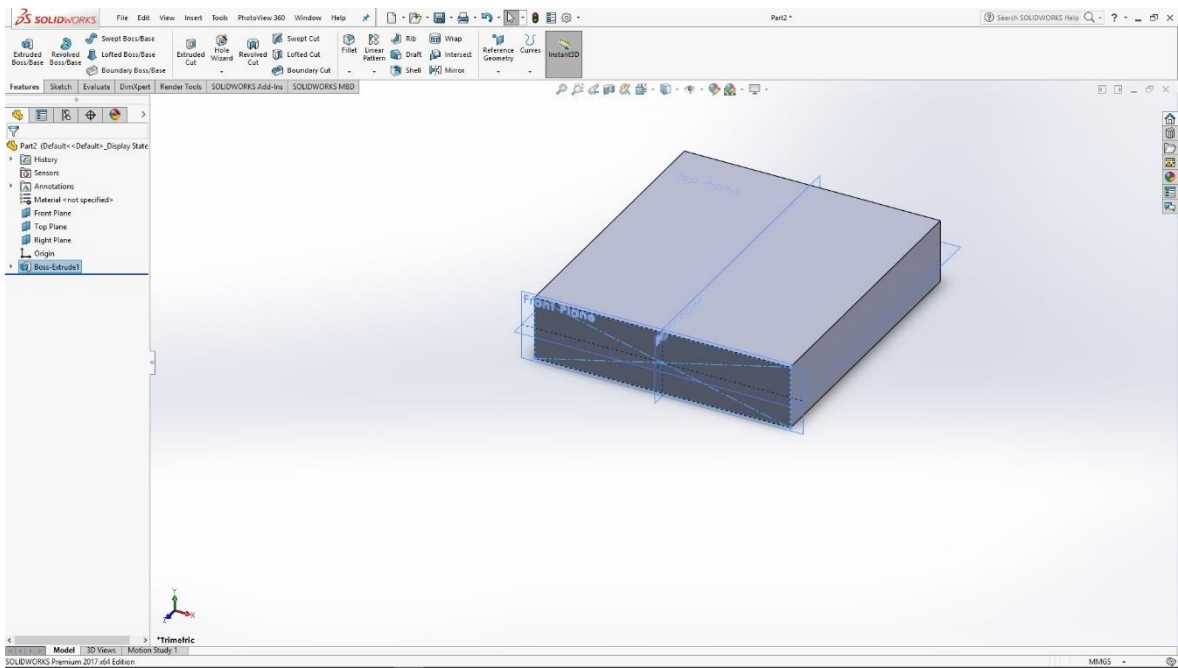 SOLIDWORKS File Edit View Insert Tools PhotoView 360 Window Help Part2 * Search SOLIDWORKS Help
Extruded Boss/Base
Revolved Boss/Base
Swept Boss/Base
Lofted Boss/Base
Boundary Boss/Base
Extruded Cut
Hole Wizard
Revolved Cut
Swept Cut
Lofted Cut
Boundary Cut
Fillet
Linear Pattern
Rib
Draft
Shell
Wrap
Intersect
Mirror
Reference Geometry
Curves
Instant3D
Features Sketch Evaluate DimXpert Render Tools SOLIDWORKS Add-Ins SOLIDWORKS MBD
Part2 (Default<<Default>_Display State
History
Sensors
Annotations
Material <not specified>
Front Plane
Top Plane
Right Plane
Origin
Boss-Extrude1
Top Plane
Front Plane
Y
X
Z
*Trimetric
Model 3D Views Motion Study 1
SOLIDWORKS Premium 2017 x64 Edition MMGS